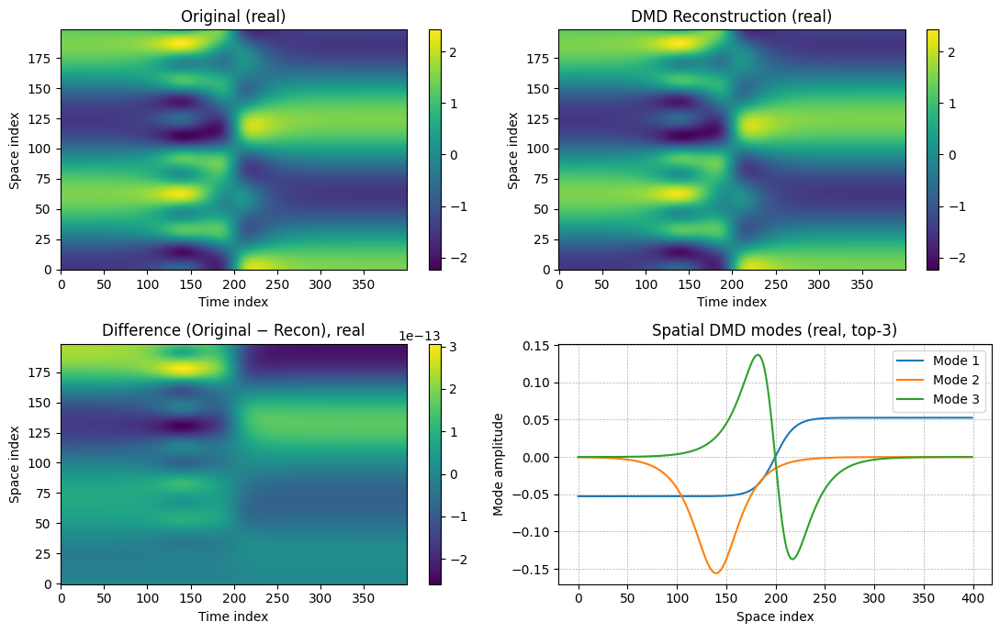 Original (real)
DMD Reconstruction (real)
Space index
175
150
125
100
75
50
25
0
0 50 100 150 200 250 300 350
Time index
2
1
0
−1
−2
Space index
175
150
125
100
75
50
25
0
0 50 100 150 200 250 300 350
Time index
2
1
0
−1
−2
Difference (Original − Recon), real
1e−13
Space index
175
150
125
100
75
50
25
0
0 50 100 150 200 250 300 350
Time index
3
2
1
0
−1
−2
Spatial DMD modes (real, top-3)
Mode amplitude
0.15
0.10
0.05
0.00
−0.05
−0.10
−0.15
Mode 1
Mode 2
Mode 3
0 50 100 150 200 250 300 350 400
Space index